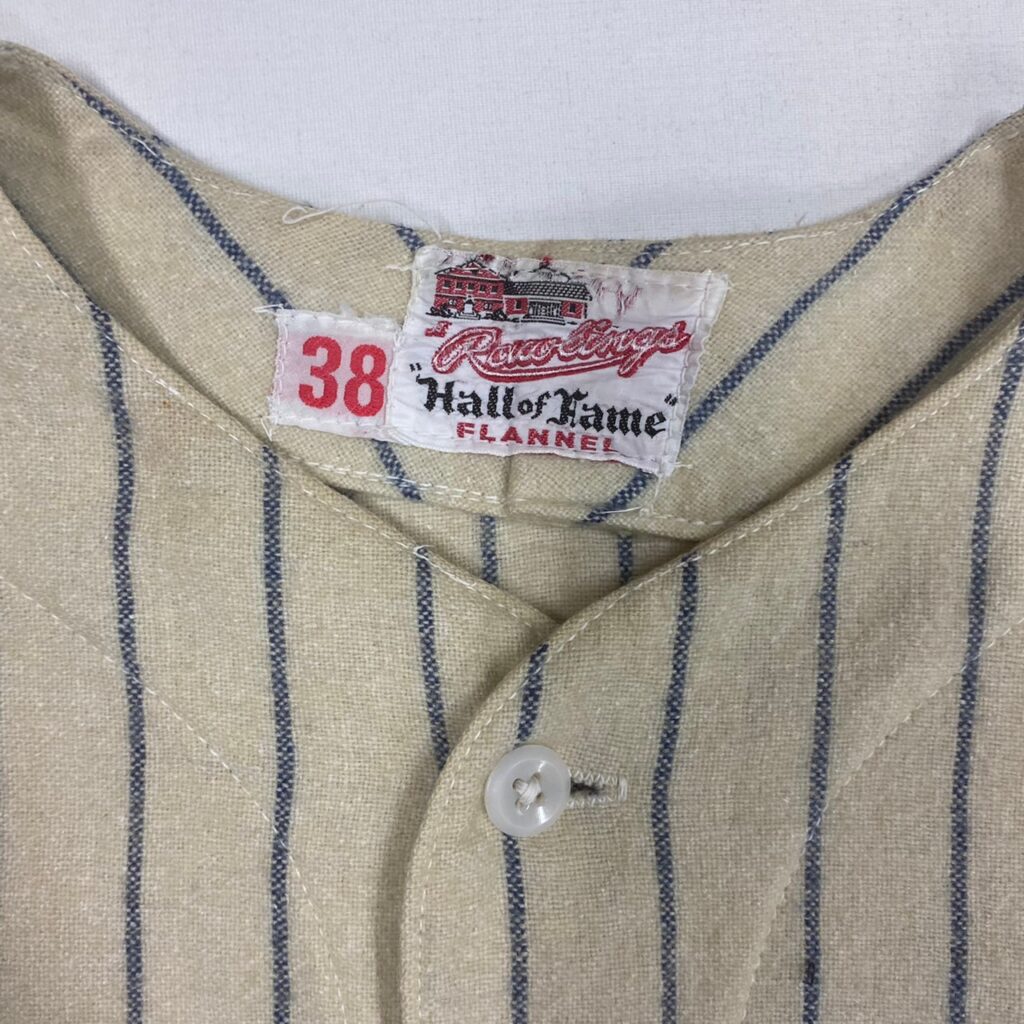 38
Rawlings
"Hall of Fame"
FLANNEL